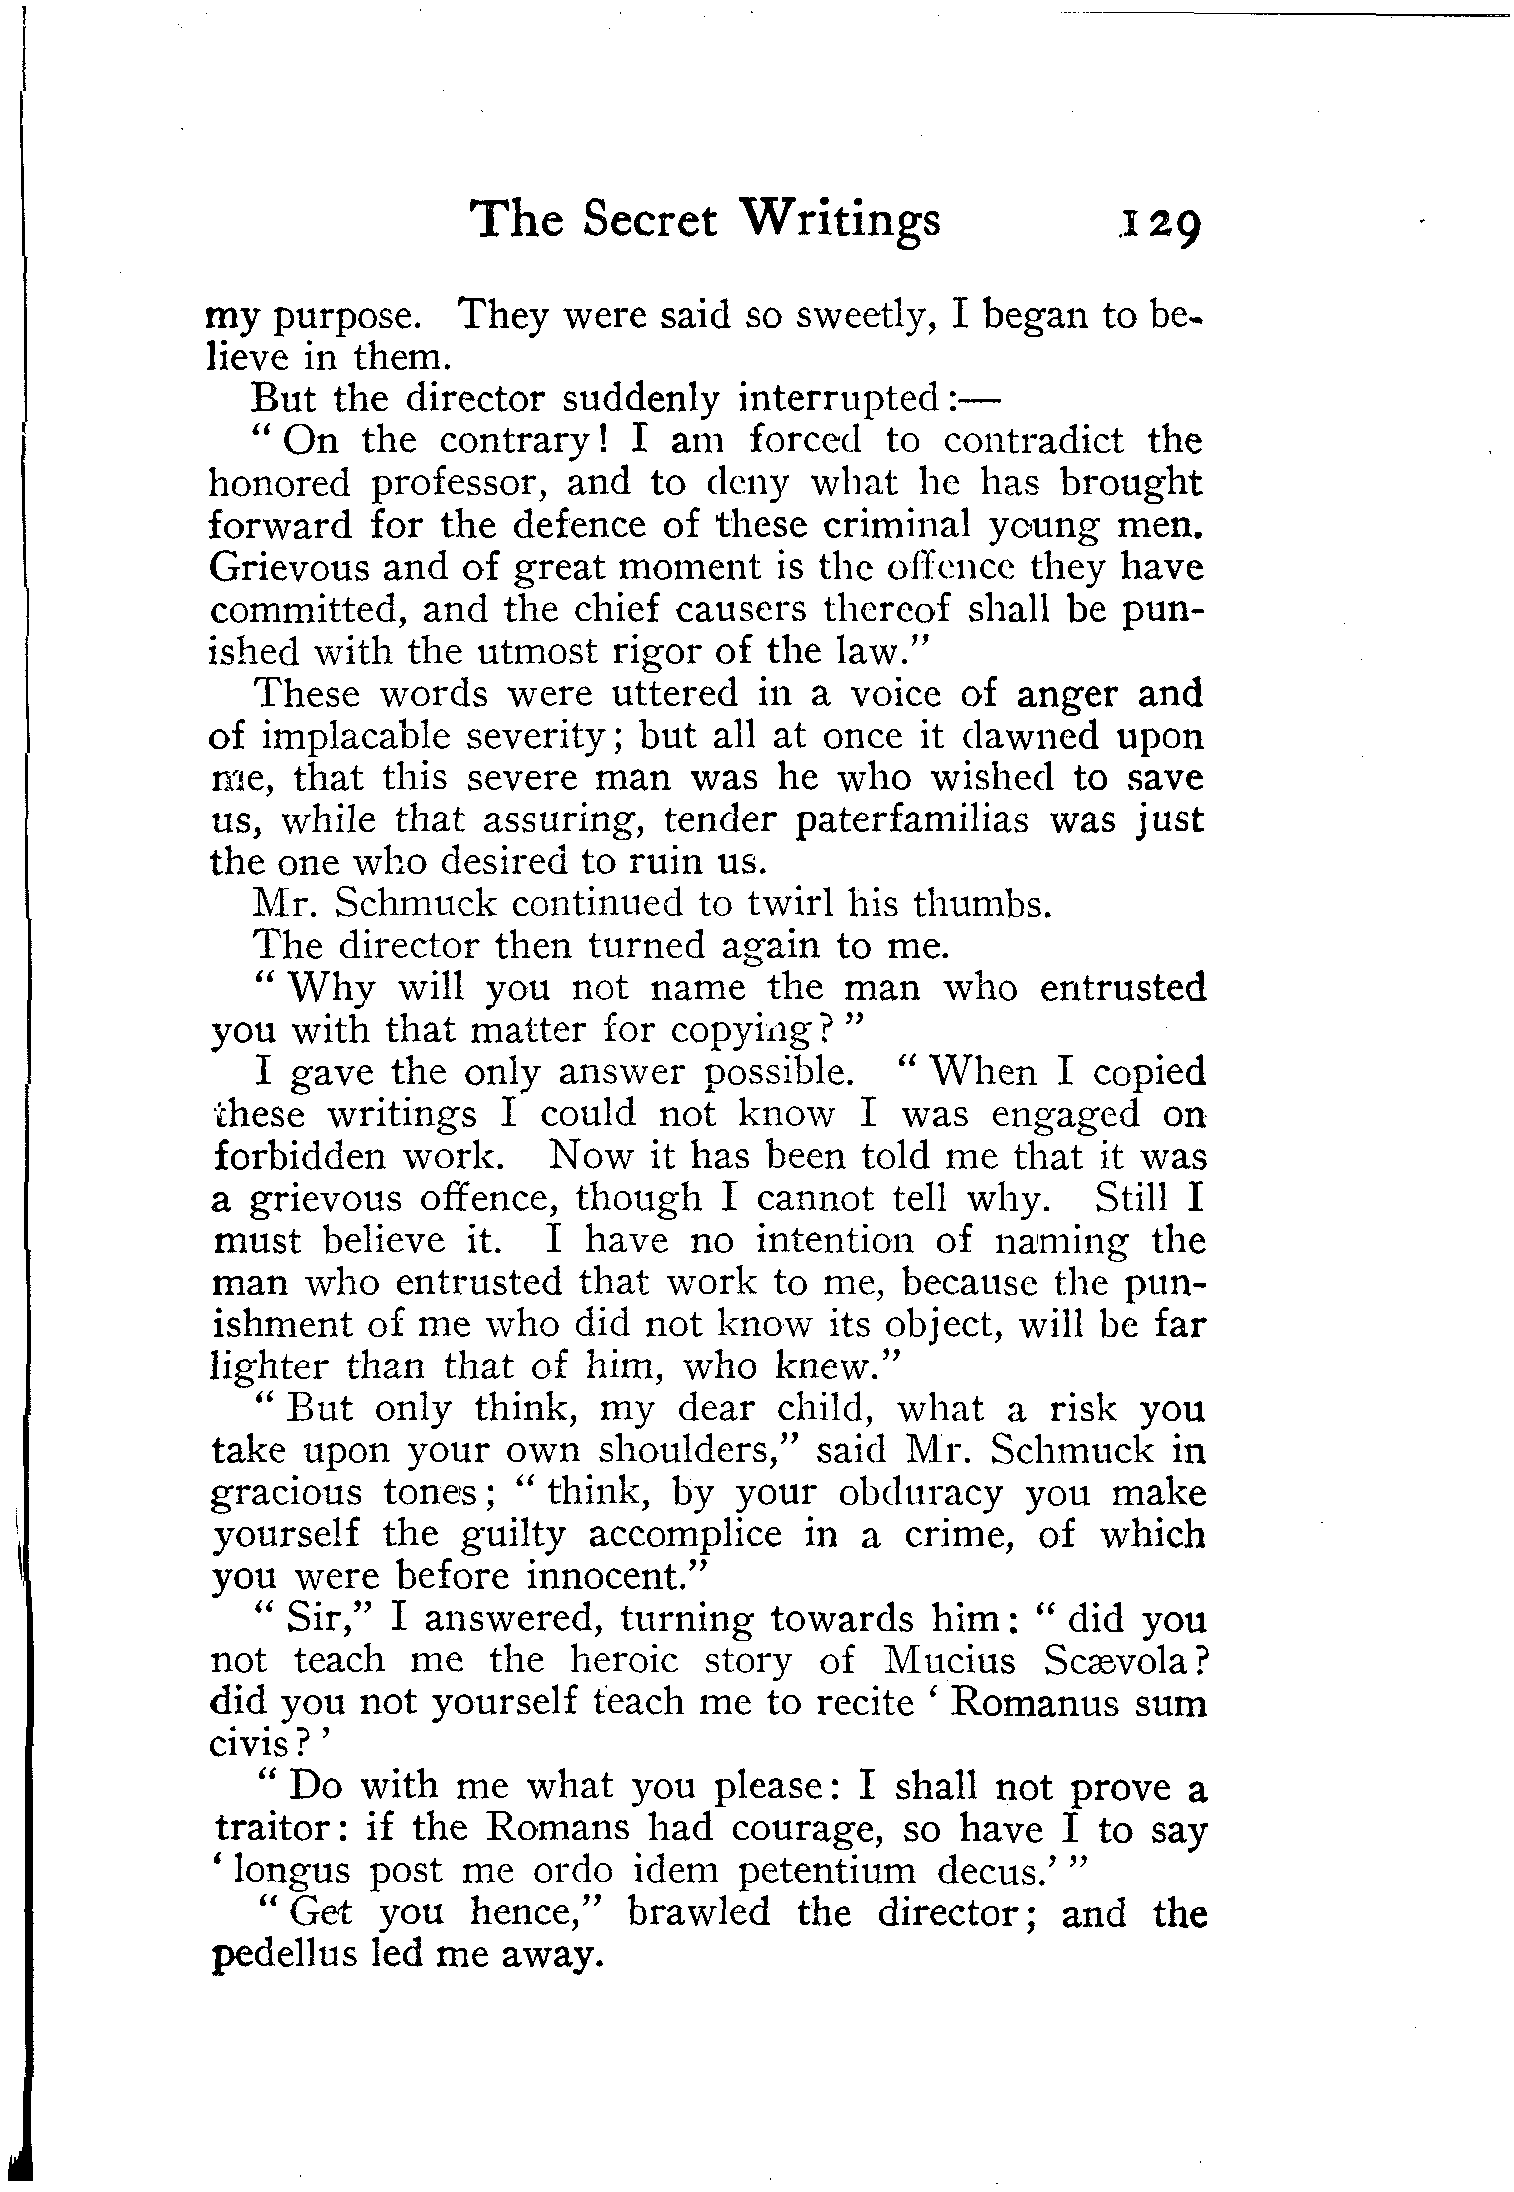 The Secret Writings 129
my purpose. They were said so sweetly, I began to be-
lieve in them.
But the director suddenly interrupted:—
“ On the contrary! I am forced to contradict the
honored professor, and to deny what he has brought
forward for the defence of these criminal young men.
Grievous and of great moment is the offence they have
committed, and the chief causers thereof shall be pun-
ished with the utmost rigor of the law.”
These words were uttered in a voice of anger and
of implacable severity; but all at once it dawned upon
me, that this severe man was he who wished to save
us, while that assuring, tender paterfamilias was just
the one who desired to ruin us.
Mr. Schmuck continued to twirl his thumbs.
The director then turned again to me.
“ Why will you not name the man who entrusted
you with that matter for copying? ”
I gave the only answer possible. “ When I copied
these writings I could not know I was engaged on
forbidden work. Now it has been told me that it was
a grievous offence, though I cannot tell why. Still I
must believe it. I have no intention of naming the
man who entrusted that work to me, because the pun-
ishment of me who did not know its object, will be far
lighter than that of him, who knew.”
“ But only think, my dear child, what a risk you
take upon your own shoulders,” said Mr. Schmuck in
gracious tones; “ think, by your obduracy you make
yourself the guilty accomplice in a crime, of which
you were before innocent.”
“ Sir,” I answered, turning towards him: “ did you
not teach me the heroic story of Mucius Scævola?
did you not yourself teach me to recite ‘ Romanus sum
civis? ’
“ Do with me what you please: I shall not prove a
traitor: if the Romans had courage, so have I to say
‘ longus post me ordo idem petentium decus.’ ”
“ Get you hence,” brawled the director; and the
pedellus led me away.